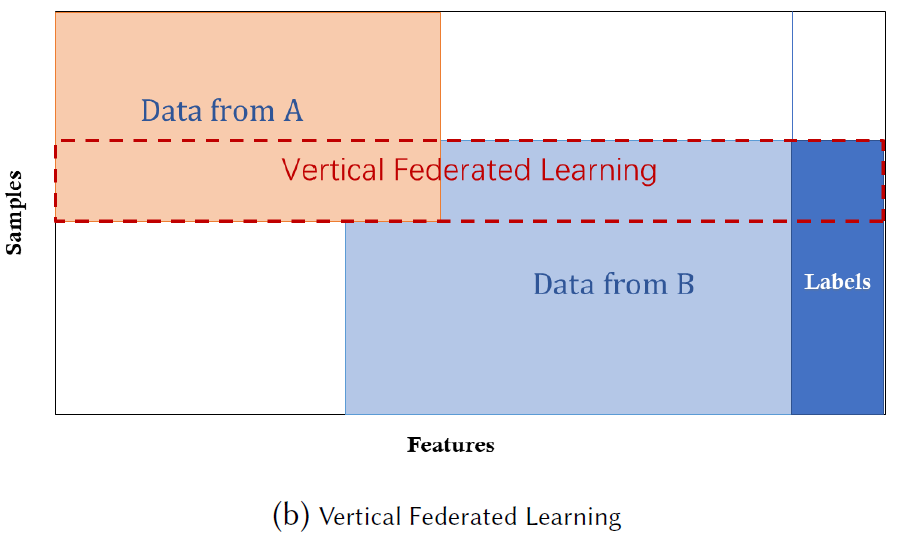 Data from A
Vertical Federated Learning
Samples
Data from B
Labels
Features
(b) Vertical Federated Learning